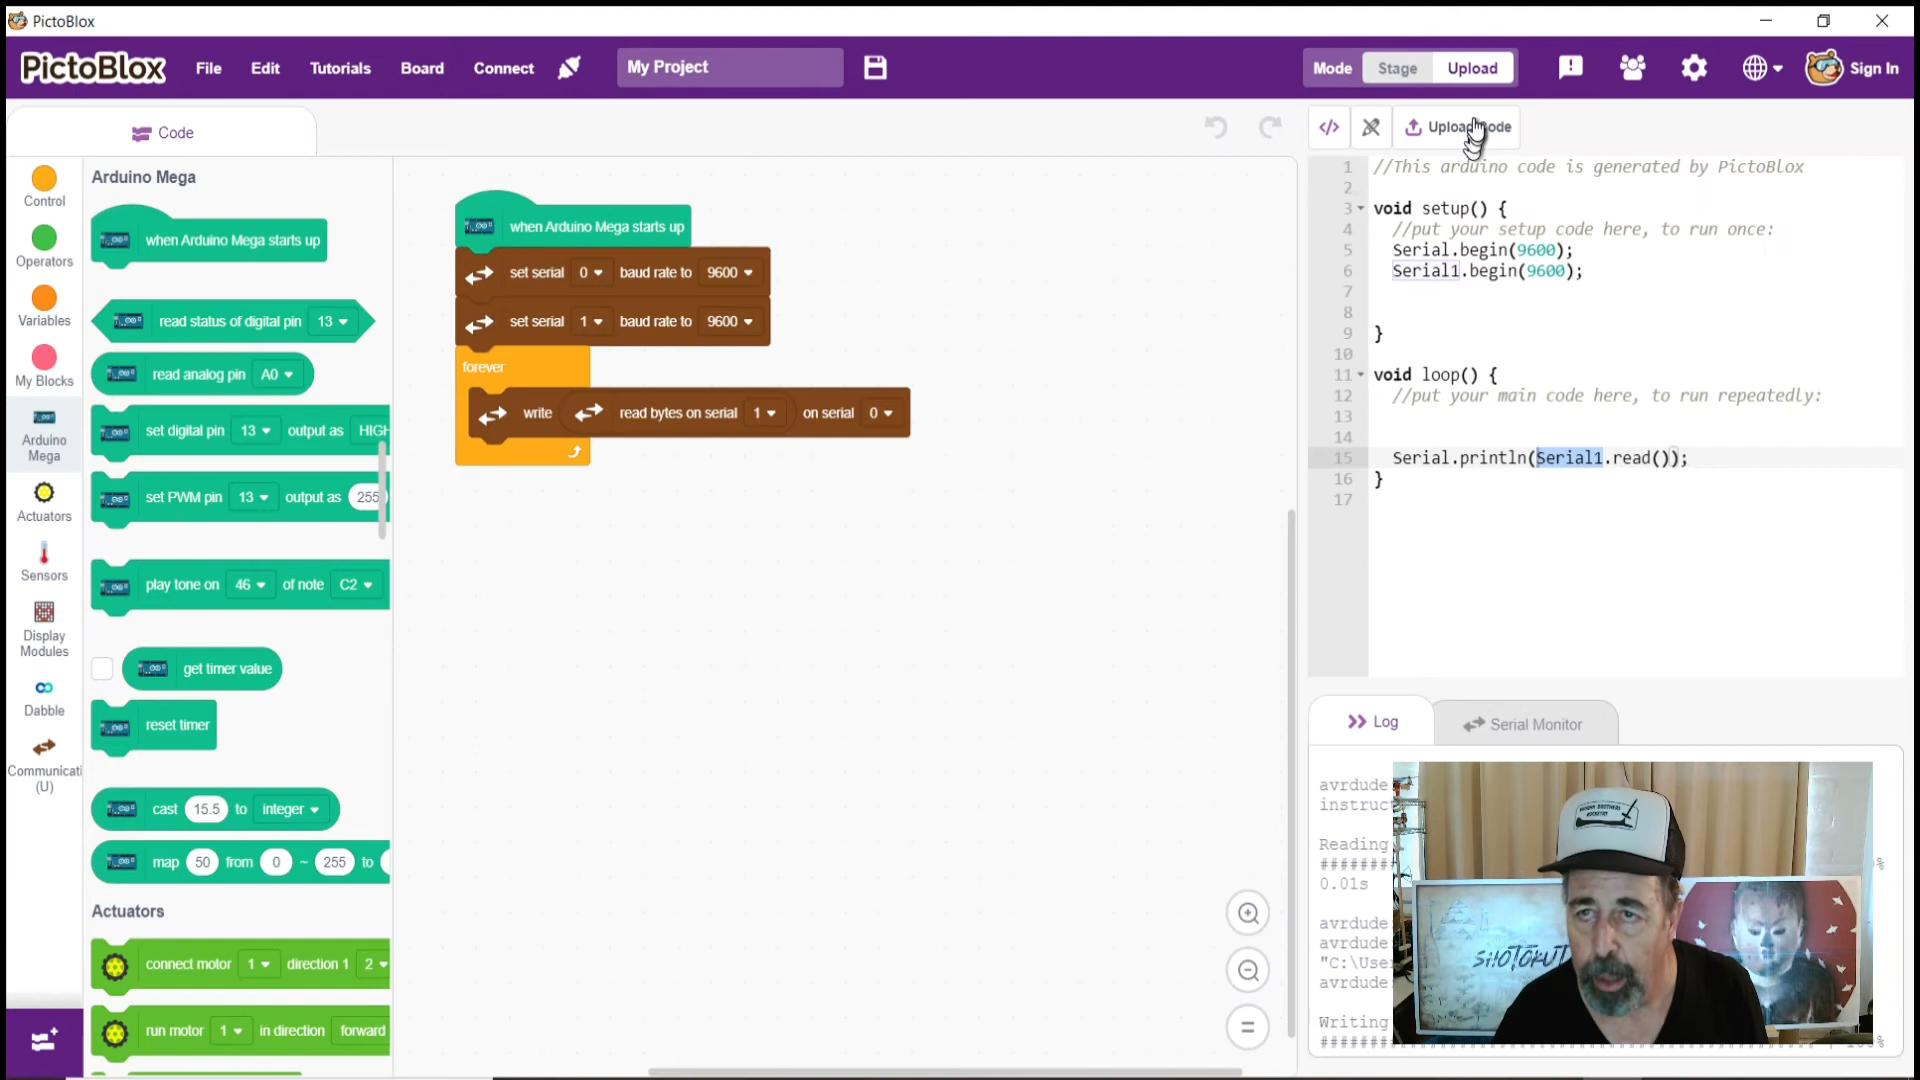 PictoBlox
PictoBlox File Edit Tutorials Board Connect My Project Mode Stage Upload Sign In
Code
Upload Code
Control
Operators
Variables
My Blocks
Arduino
Mega
Actuators
Sensors
Display
Modules
Dabble
Communicati
(U)
Arduino Mega
when Arduino Mega starts up
read status of digital pin 13
read analog pin A0
set digital pin 13 output as HIGH
set PWM pin 13 output as 255
play tone on 46 of note C2
get timer value
reset timer
cast 15.5 to integer
map 50 from 0 ~ 255 to
Actuators
connect motor 1 direction 1 2
run motor 1 in direction forward
when Arduino Mega starts up
set serial 0 baud rate to 9600
set serial 1 baud rate to 9600
forever
write read bytes on serial 1 on serial 0
1 //This arduino code is generated by PictoBlox
2
3 void setup() {
4 //put your setup code here, to run once:
5 Serial.begin(9600);
6 Serial1.begin(9600);
7
8
9 }
10
11 void loop() {
12 //put your main code here, to run repeatedly:
13
14
15 Serial.println(Serial1.read());
16 }
17
Log
Serial Monitor
avrdude
instruc
Reading
########
0.01s
avrdude
avrdude
"C:\Use
avrdude
Writing
SHOTOKU